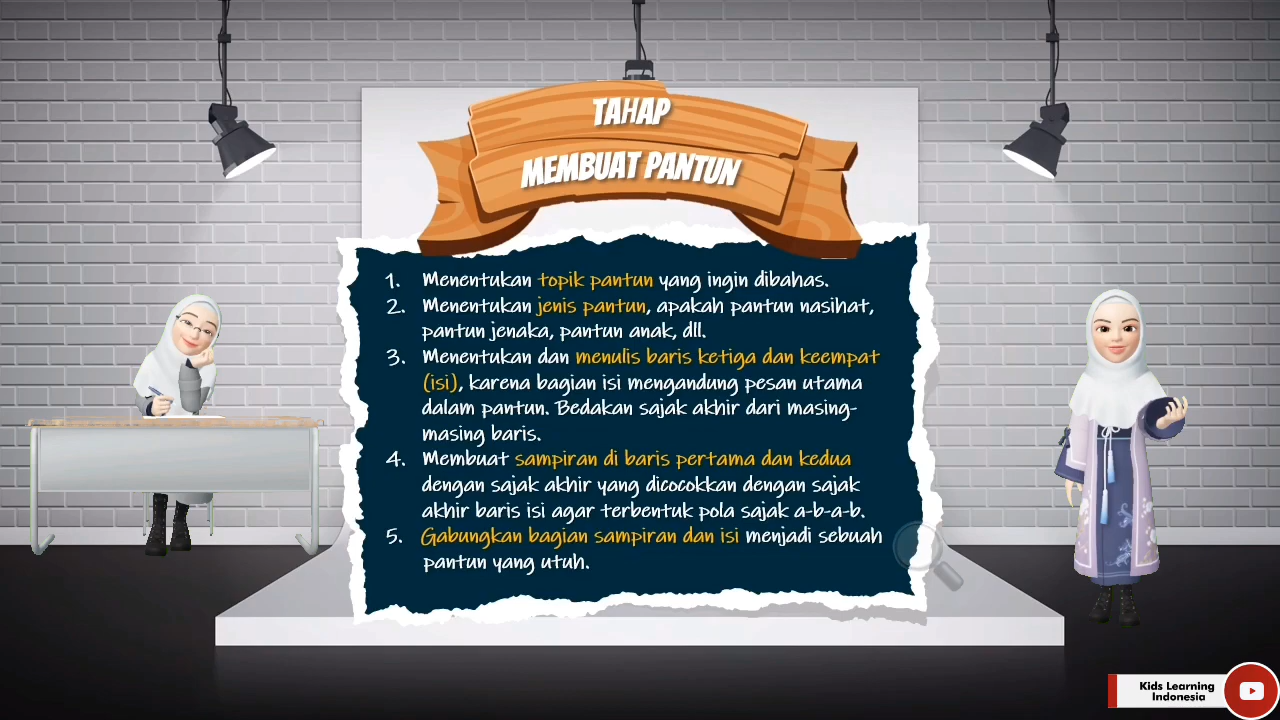 TAHAP
MEMBUAT PANTUN
1. Menentukan topik pantun yang ingin dibahas.
2. Menentukan jenis pantun, apakah pantun nasihat,
pantun jenaka, pantun anak, dll.
3. Menentukan dan menulis baris ketiga dan keempat
(isi), karena bagian isi mengandung pesan utama
dalam pantun. Bedakan sajak akhir dari masing-
masing baris.
4. Membuat sampiran di baris pertama dan kedua
dengan sajak akhir yang dicocokkan dengan sajak
akhir baris isi agar terbentuk pola sajak a-b-a-b.
5. Gabungkan bagian sampiran dan isi menjadi sebuah
pantun yang utuh.
Kids Learning
Indonesia